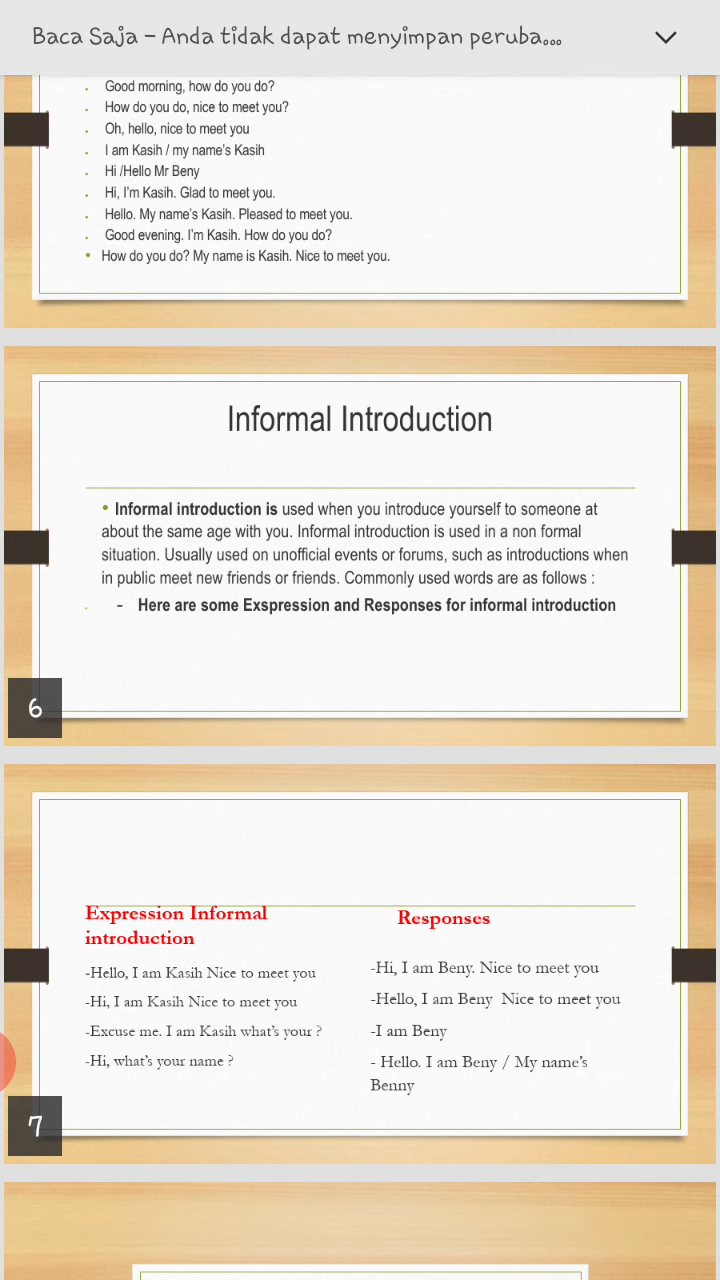 Baca Saja – Anda tidak dapat menyimpan peruba...
. Good morning, how do you do?
. How do you do, nice to meet you?
. Oh, hello, nice to meet you
. I am Kasih / my name's Kasih
. Hi /Hello Mr Beny
. Hi, I'm Kasih. Glad to meet you.
. Hello. My name's Kasih. Pleased to meet you.
. Good evening. I'm Kasih. How do you do?
• How do you do? My name is Kasih. Nice to meet you.
Informal Introduction
• Informal introduction is used when you introduce yourself to someone at
about the same age with you. Informal introduction is used in a non formal
situation. Usually used on unofficial events or forums, such as introductions when
in public meet new friends or friends. Commonly used words are as follows :
. - Here are some Exspression and Responses for informal introduction
6
Expression Informal
introduction
-Hello, I am Kasih Nice to meet you
-Hi, I am Kasih Nice to meet you
-Excuse me. I am Kasih what's your ?
-Hi, what's your name ?
Responses
-Hi, I am Beny. Nice to meet you
-Hello, I am Beny Nice to meet you
-I am Beny
- Hello. I am Beny / My name's
Benny
7